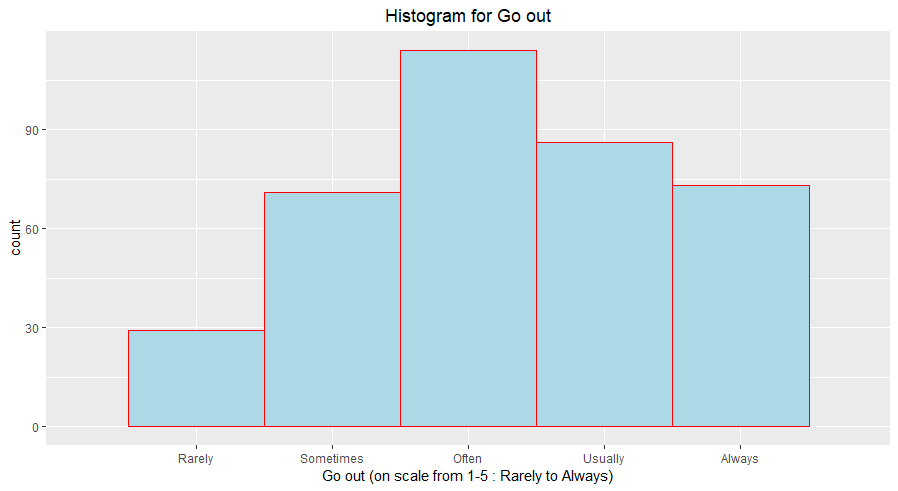 Histogram for Go out
count
90
60
30
0
Rarely Sometimes Often Usually Always
Go out (on scale from 1-5 : Rarely to Always)